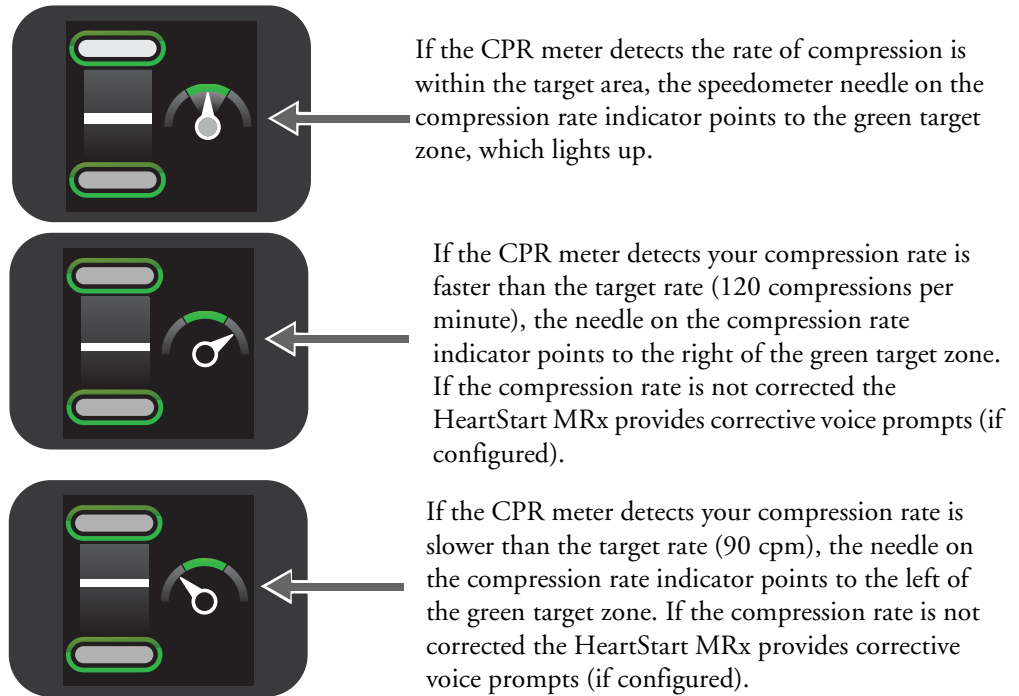 If the CPR meter detects the rate of compression is
within the target area, the speedometer needle on the
compression rate indicator points to the green target
zone, which lights up.
If the CPR meter detects your compression rate is
faster than the target rate (120 compressions per
minute), the needle on the compression rate
indicator points to the right of the green target zone.
If the compression rate is not corrected the
HeartStart MRx provides corrective voice prompts (if
configured).
If the CPR meter detects your compression rate is
slower than the target rate (90 cpm), the needle on
the compression rate indicator points to the left of
the green target zone. If the compression rate is not
corrected the HeartStart MRx provides corrective
voice prompts (if configured).